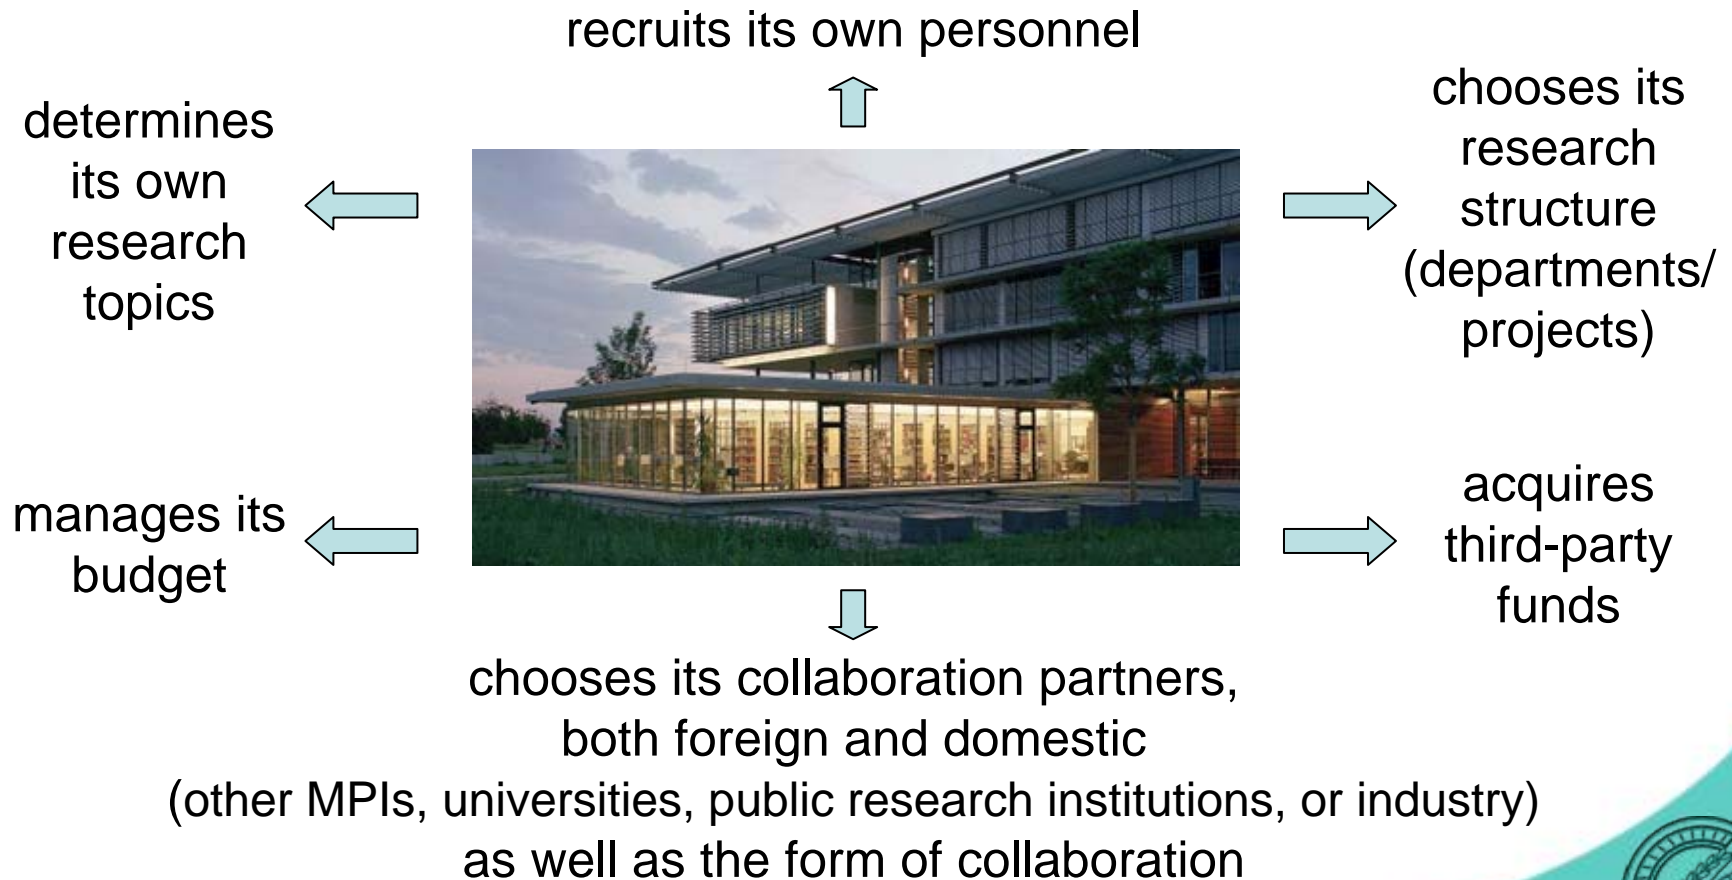 recruits its own personnel
determines
its own
research
topics
chooses its
research
structure
(departments/
projects)
manages its
budget
acquires
third-party
funds
chooses its collaboration partners,
both foreign and domestic
(other MPIs, universities, public research institutions, or industry)
as well as the form of collaboration